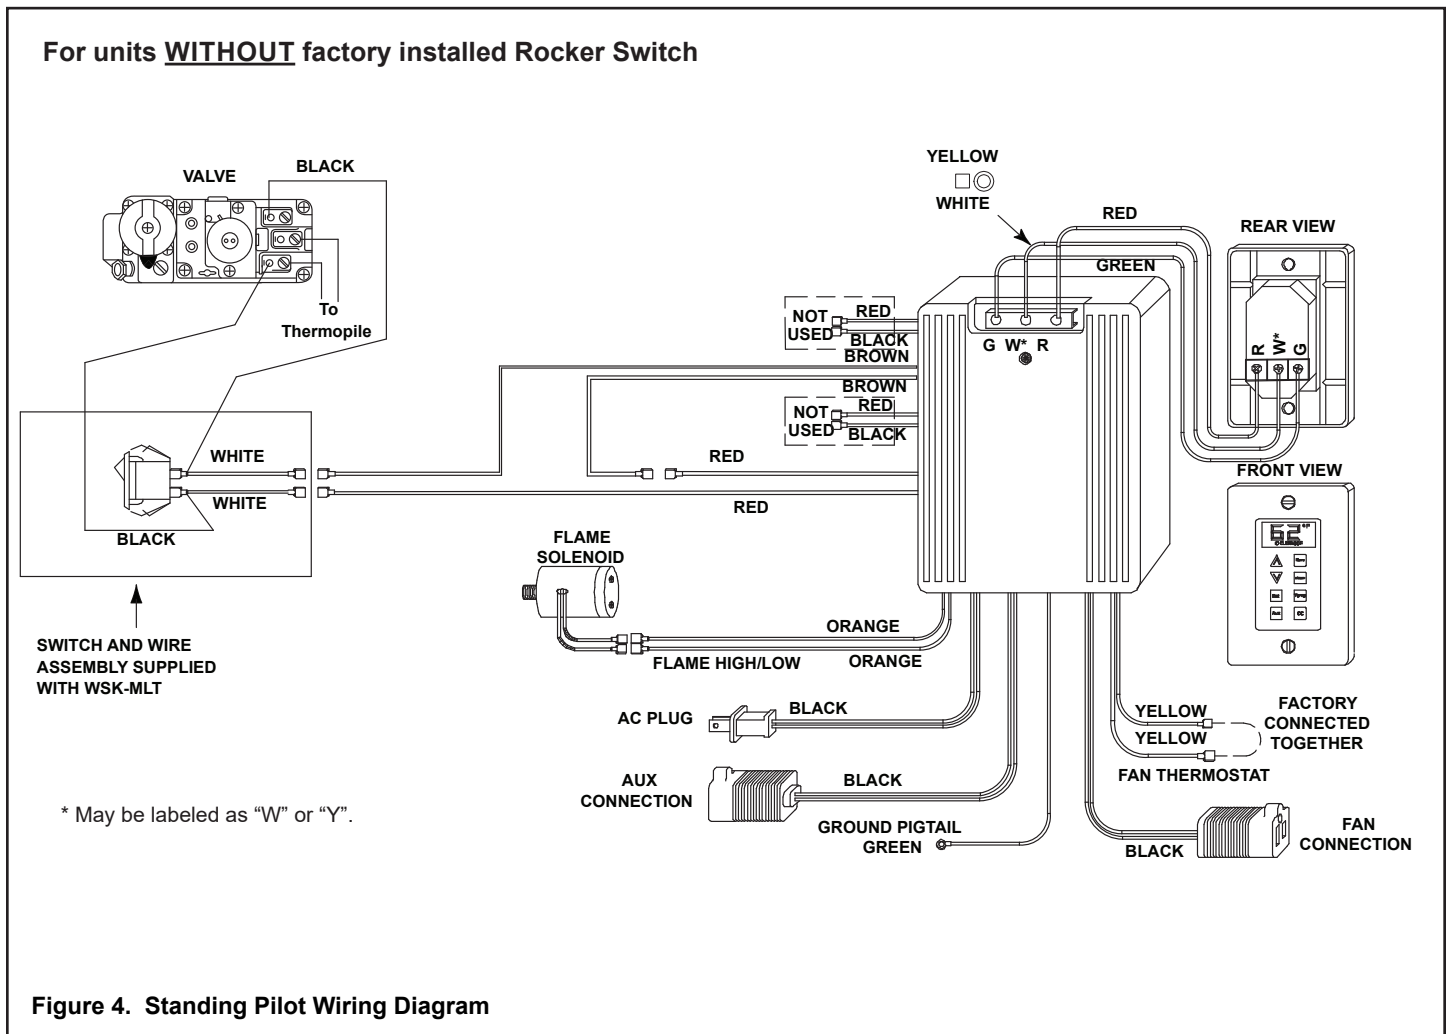 For units WITHOUT factory installed Rocker Switch
YELLOW
WHITE
RED
GREEN
REAR VIEW
VALVE
BLACK
To
Thermopile
NOT
USED
RED
BLACK
BROWN
BROWN
NOT
USED
RED
BLACK
G W* R
R W* G
WHITE
WHITE
BLACK
RED
RED
FRONT VIEW
62 °F
SWITCH AND WIRE
ASSEMBLY SUPPLIED
WITH WSK-MLT
FLAME
SOLENOID
ORANGE
FLAME HIGH/LOW
ORANGE
AC PLUG
BLACK
YELLOW
YELLOW
FACTORY
CONNECTED
TOGETHER
FAN THERMOSTAT
AUX
CONNECTION
BLACK
GROUND PIGTAIL
GREEN
BLACK
FAN
CONNECTION
* May be labeled as “W” or “Y”.
Figure 4. Standing Pilot Wiring Diagram